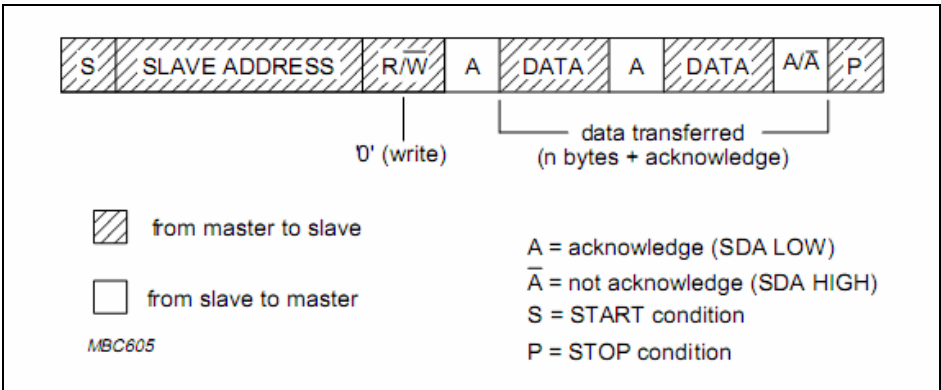 S SLAVE ADDRESS R/W̅ A DATA A DATA A/A̅ P
'0' (write)
data transferred
(n bytes + acknowledge)
from master to slave
from slave to master
MBC605
A = acknowledge (SDA LOW)
A̅ = not acknowledge (SDA HIGH)
S = START condition
P = STOP condition